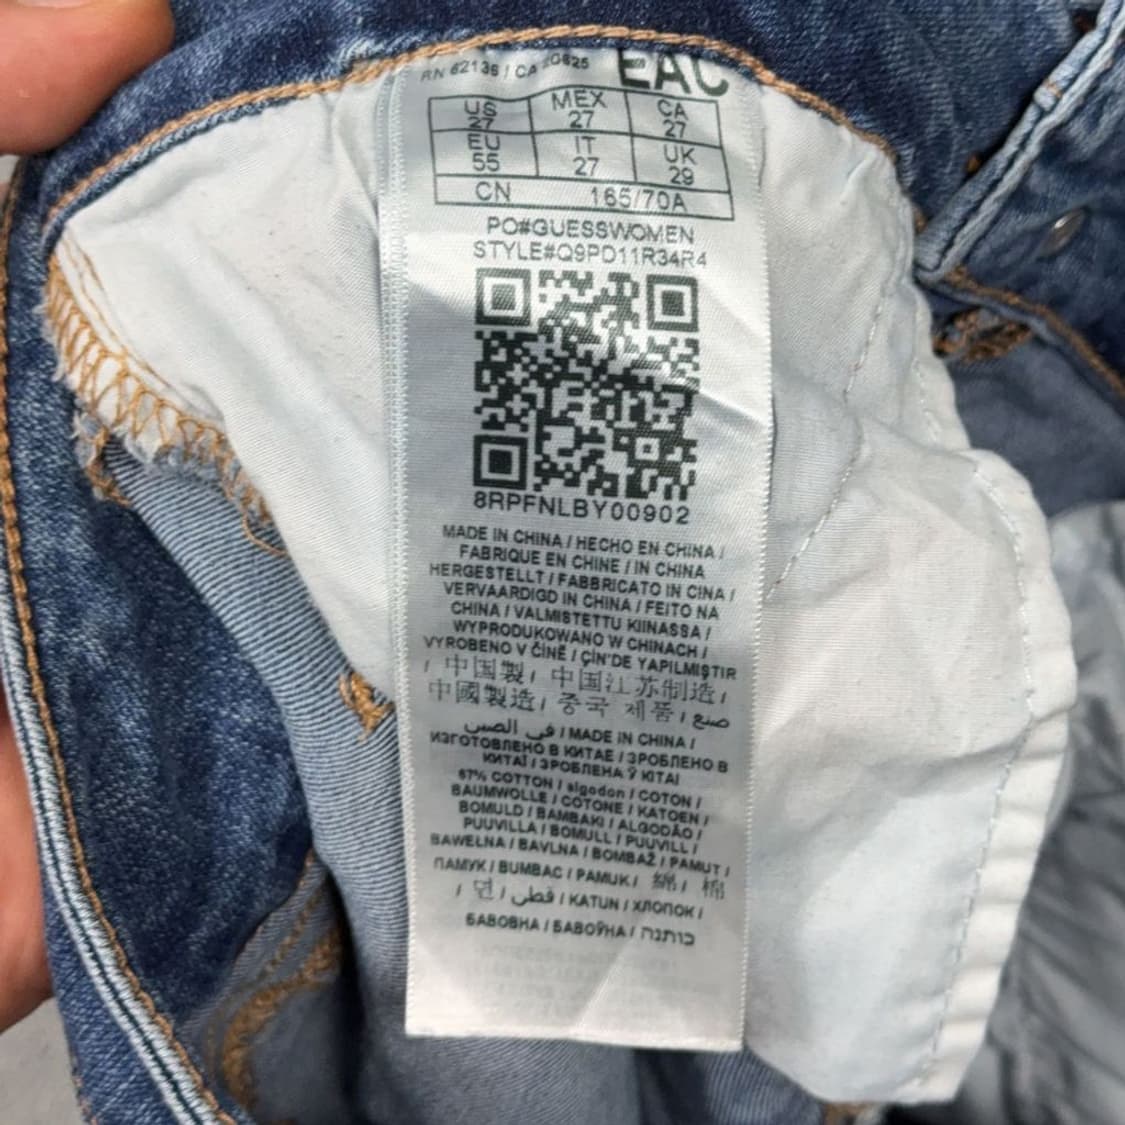 RN 62136 / CA 20625 EAC
US 27 MEX 27 CA 27
EU 55 IT 27 UK 29
CN 165/70A
PO#GUESSWOMEN
STYLE#Q9PD11R34R4
8RPFNLBY00902
MADE IN CHINA / HECHO EN CHINA /
FABRIQUE EN CHINE / IN CHINA
HERGESTELLT / FABBRICATO IN CINA /
VERVAARDIGD IN CHINA / FEITO NA
CHINA / VALMISTETTU KIINASSA /
WYPRODUKOWANO W CHINACH /
VYROBENO V ČÍNĚ / ÇİN'DE YAPILMIŞTIR
/ 中国製 / 中国江苏制造 /
中國製造 / 중국 제품 / صنع
في الصين / MADE IN CHINA /
ИЗГОТОВЛЕНО В КИТАЕ / ЗРОБЛЕНО В
КИТАЇ / ЗРОБЛЕНА Ў КІТАІ
67% COTTON / algodon / COTON /
BAUMWOLLE / COTONE / KATOEN /
BOMULD / BAMBAKI / ALGODÃO /
PUUVILLA / BOMULL / PUUVILL /
BAWEŁNA / BAVLNA / BOMBAŽ / PAMUT /
ПАМУК / BUMBAC / PAMUK / 綿 / 棉
/ 면 / قطن / KATUN / ХЛОПОК /
БАВОВНА / БАВОЎНА / כותנה